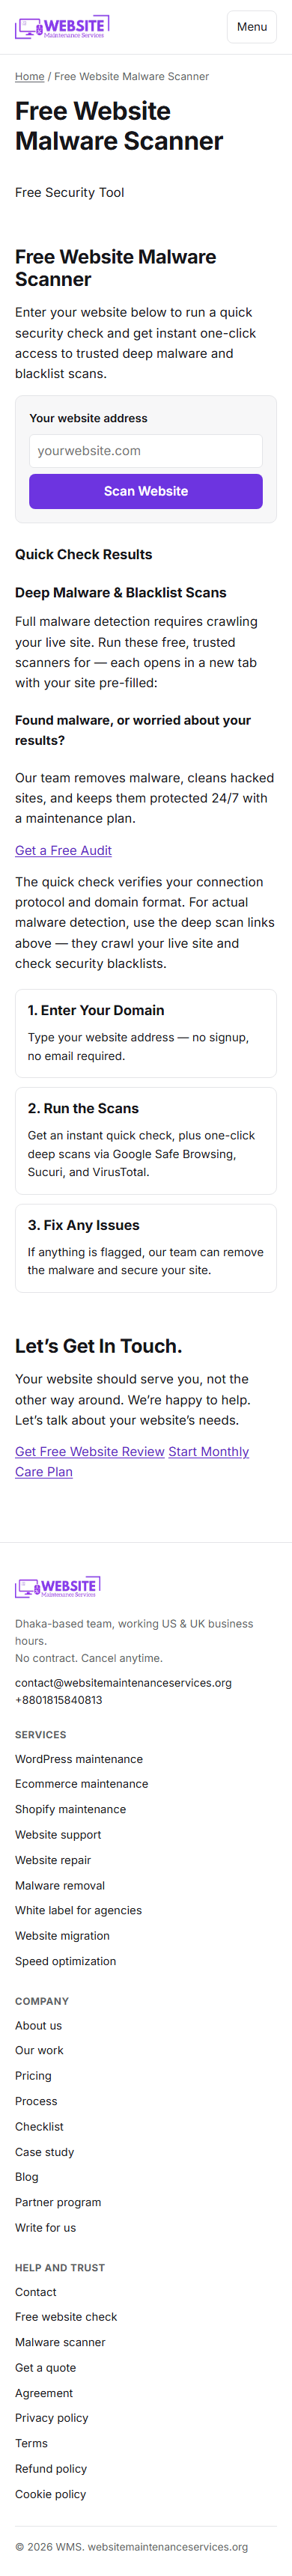 WEBSITE
Maintenance Services
Menu
Home / Free Website Malware Scanner
Free Website
Malware Scanner
Free Security Tool
Free Website Malware
Scanner
Enter your website below to run a quick
security check and get instant one-click
access to trusted deep malware and
blacklist scans.
Your website address
yourwebsite.com
Scan Website
Quick Check Results
Deep Malware & Blacklist Scans
Full malware detection requires crawling
your live site. Run these free, trusted
scanners for — each opens in a new tab
with your site pre-filled:
Found malware, or worried about your
results?
Our team removes malware, cleans hacked
sites, and keeps them protected 24/7 with
a maintenance plan.
Get a Free Audit
The quick check verifies your connection
protocol and domain format. For actual
malware detection, use the deep scan links
above — they crawl your live site and
check security blacklists.
1. Enter Your Domain
Type your website address — no signup,
no email required.
2. Run the Scans
Get an instant quick check, plus one-click
deep scans via Google Safe Browsing,
Sucuri, and VirusTotal.
3. Fix Any Issues
If anything is flagged, our team can remove
the malware and secure your site.
Let’s Get In Touch.
Your website should serve you, not the
other way around. We’re happy to help.
Let’s talk about your website’s needs.
Get Free Website Review Start Monthly
Care Plan
WEBSITE
Maintenance Services
Dhaka-based team, working US & UK business
hours.
No contract. Cancel anytime.
contact@websitemaintenanceservices.org
+8801815840813
SERVICES
WordPress maintenance
Ecommerce maintenance
Shopify maintenance
Website support
Website repair
Malware removal
White label for agencies
Website migration
Speed optimization
COMPANY
About us
Our work
Pricing
Process
Checklist
Case study
Blog
Partner program
Write for us
HELP AND TRUST
Contact
Free website check
Malware scanner
Get a quote
Agreement
Privacy policy
Terms
Refund policy
Cookie policy
© 2026 WMS. websitemaintenanceservices.org